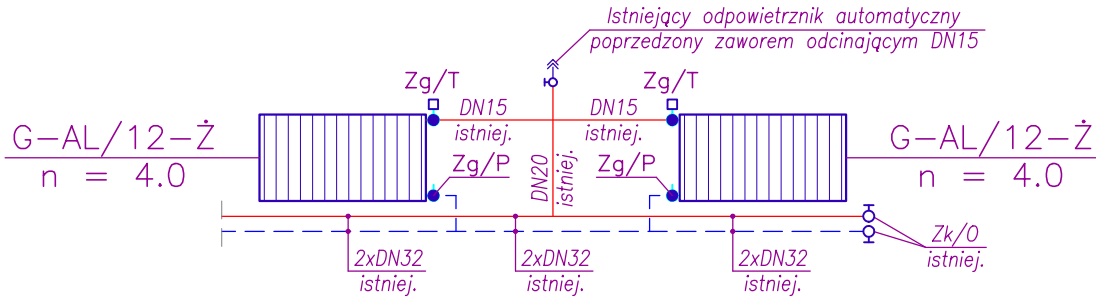 Istniejący odpowietrznik automatyczny
poprzedzony zaworem odcinającym DN15
Zg/T
Zg/T
DN15
istniej.
DN15
istniej.
G-AL/12-Ż
n = 4.0
G-AL/12-Ż
n = 4.0
Zg/P
DN20
istniej.
Zg/P
Zk/O
istniej.
2xDN32
istniej.
2xDN32
istniej.
2xDN32
istniej.